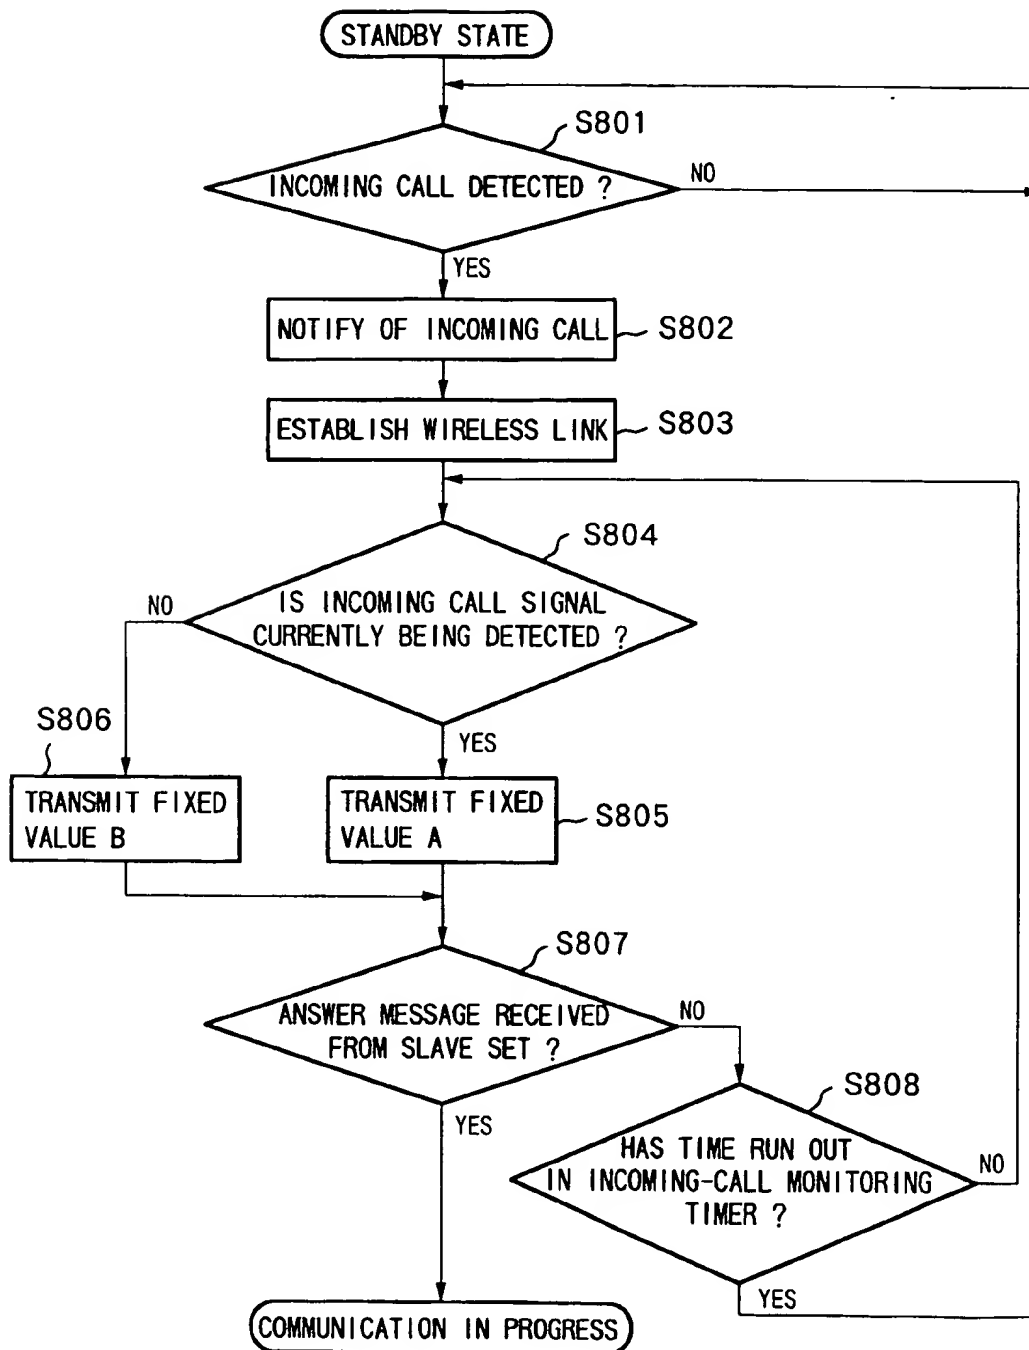 STANDBY STATE
S801
INCOMING CALL DETECTED ?
NO
YES
NOTIFY OF INCOMING CALL
S802
ESTABLISH WIRELESS LINK
S803
S804
IS INCOMING CALL SIGNAL
CURRENTLY BEING DETECTED ?
NO
YES
S806
TRANSMIT FIXED
VALUE B
TRANSMIT FIXED
VALUE A
S805
S807
ANSWER MESSAGE RECEIVED
FROM SLAVE SET ?
NO
YES
S808
HAS TIME RUN OUT
IN INCOMING-CALL MONITORING
TIMER ?
NO
YES
COMMUNICATION IN PROGRESS